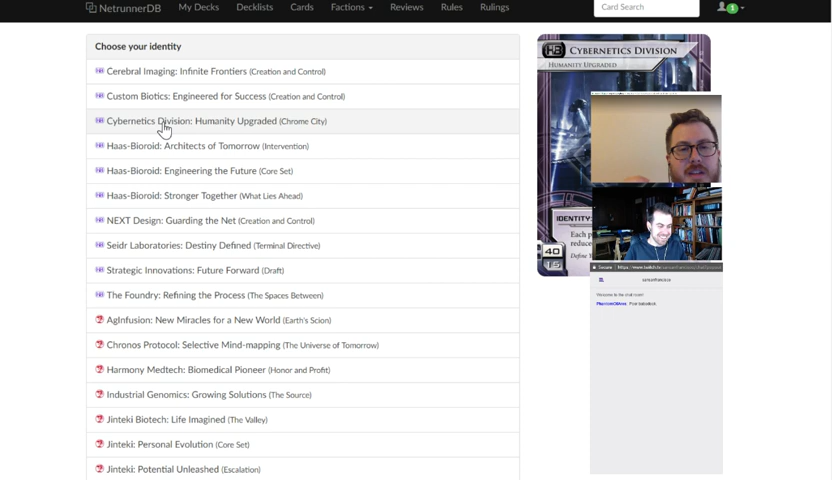 NetrunnerDB My Decks Decklists Cards Factions Reviews Rules Rulings Card Search 1
Choose your identity
Cerebral Imaging: Infinite Frontiers (Creation and Control)
Custom Biotics: Engineered for Success (Creation and Control)
Cybernetics Division: Humanity Upgraded (Chrome City)
Haas-Bioroid: Architects of Tomorrow (Intervention)
Haas-Bioroid: Engineering the Future (Core Set)
Haas-Bioroid: Stronger Together (What Lies Ahead)
NEXT Design: Guarding the Net (Creation and Control)
Seidr Laboratories: Destiny Defined (Terminal Directive)
Strategic Innovations: Future Forward (Draft)
The Foundry: Refining the Process (The Spaces Between)
AgInfusion: New Miracles for a New World (Earth's Scion)
Chronos Protocol: Selective Mind-mapping (The Universe of Tomorrow)
Harmony Medtech: Biomedical Pioneer (Honor and Profit)
Industrial Genomics: Growing Solutions (The Source)
Jinteki Biotech: Life Imagined (The Valley)
Jinteki: Personal Evolution (Core Set)
Jinteki: Potential Unleashed (Escalation)
HB CYBERNETICS DIVISION
HUMANITY UPGRADED
IDENTITY:
Each p
reduce
40
15
Secure
Welcome to the chat room!